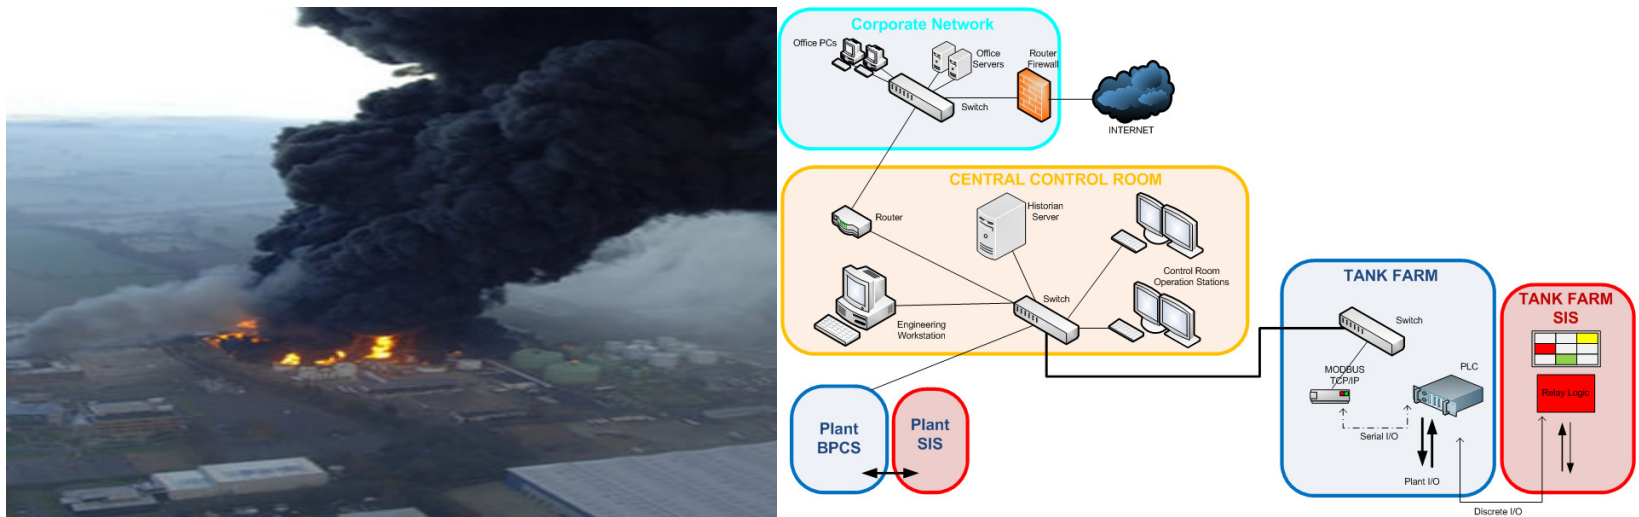 Corporate Network
Office PCs
Office
Servers
Router
Firewall
Switch
INTERNET
CENTRAL CONTROL ROOM
Router
Historian
Server
Control Room
Operation Stations
Switch
Engineering
Workstation
Plant
BPCS
Plant
SIS
TANK FARM
Switch
MODBUS
TCP/IP
PLC
Serial I/O
Plant I/O
TANK FARM
SIS
Relay Logic
Discrete I/O